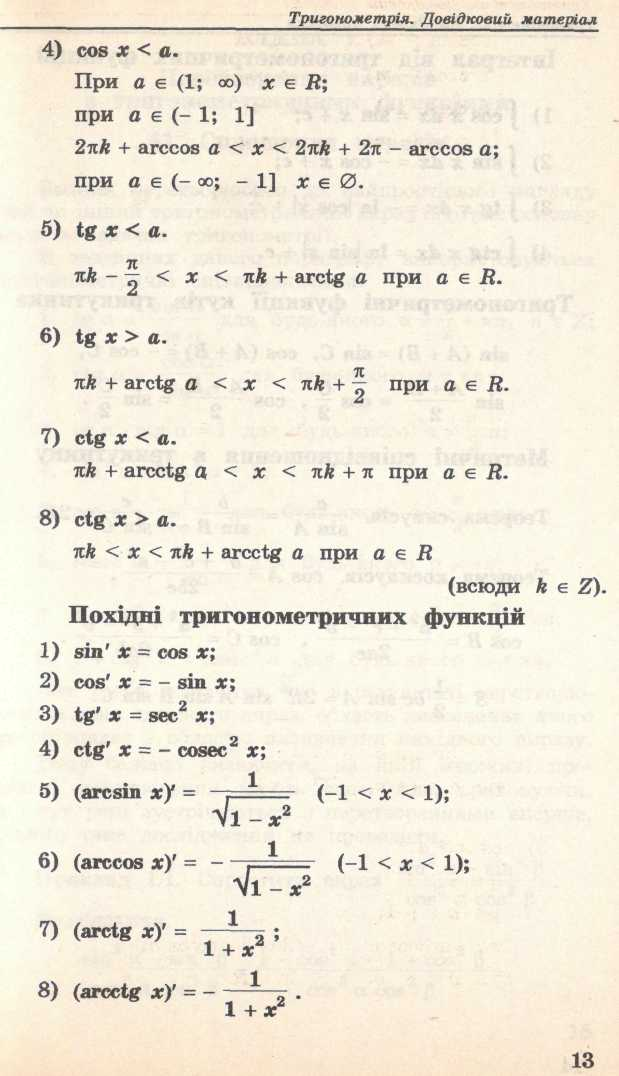 Тригонометрія. Довідковий матеріал
4) cos x < a.
При a ∈ (1; ∞) x ∈ R;
при a ∈ (– 1; 1]
2πk + arccos a < x < 2πk + 2π – arccos a;
при a ∈ (– ∞; – 1] x ∈ ∅.
5) tg x < a.
πk – π/2 < x < πk + arctg a при a ∈ R.
6) tg x > a.
πk + arctg a < x < πk + π/2 при a ∈ R.
7) ctg x < a.
πk + arcctg a < x < πk + π при a ∈ R.
8) ctg x > a.
πk < x < πk + arcctg a при a ∈ R
(всюди k ∈ Z).
Похідні тригонометричних функцій
1) sin′ x = cos x;
2) cos′ x = – sin x;
3) tg′ x = sec² x;
4) ctg′ x = – cosec² x;
5) (arcsin x)′ = 1/√(1 – x²) (–1 < x < 1);
6) (arccos x)′ = – 1/√(1 – x²) (–1 < x < 1);
7) (arctg x)′ = 1/(1 + x²) ;
8) (arcctg x)′ = – 1/(1 + x²) .
13